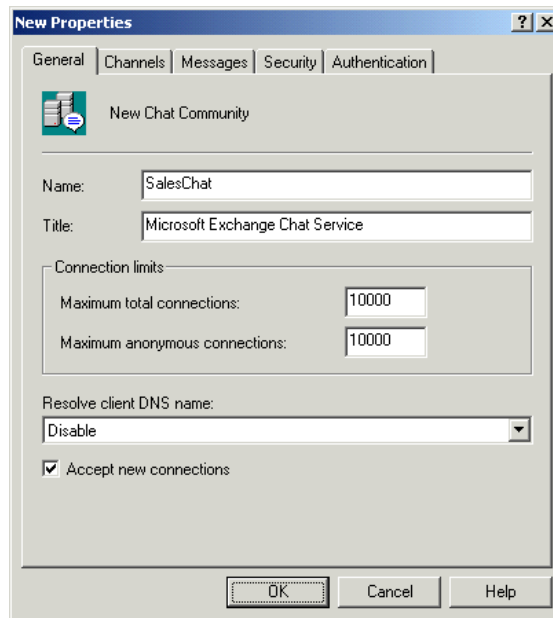 New Properties
General Channels Messages Security Authentication
New Chat Community
Name: SalesChat
Title: Microsoft Exchange Chat Service
Connection limits
Maximum total connections: 10000
Maximum anonymous connections: 10000
Resolve client DNS name:
Disable
Accept new connections
OK Cancel Help